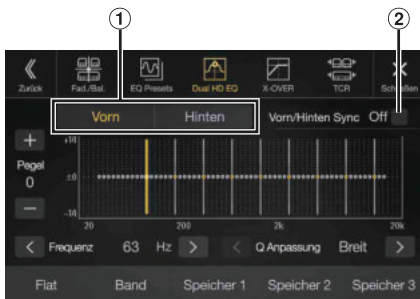 1 2
Zurück Fad./Bal. EQ Presets Dual HD EQ X-OVER TCR Schließen
Vorn Hinten Vorn/Hinten Sync Off
+ +14
Pegel
0 ±0
− -14
20 200 2k 20k
< Frequenz 63 Hz > < Q Anpassung Breit >
Flat Band Speicher 1 Speicher 2 Speicher 3